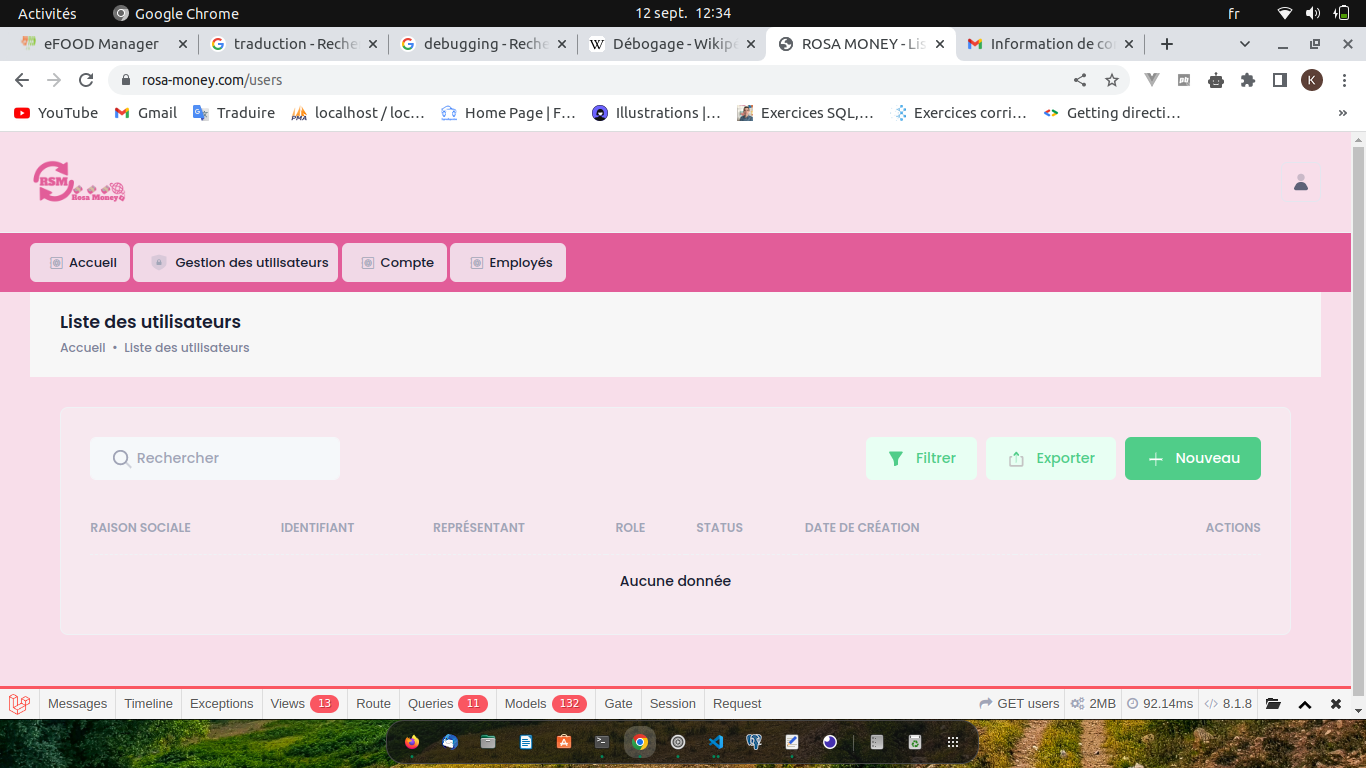 Activités Google Chrome 12 sept. 12:34 fr
eFOOD Manager traduction - Reche debugging - Reche Débogage - Wikipe ROSA MONEY - Lis Information de co
rosa-money.com/users K
YouTube Gmail Traduire localhost / loc… Home Page | F… Illustrations |… Exercices SQL,… Exercices corri… Getting directi… »
RSM
Rosa Money
Accueil Gestion des utilisateurs Compte Employés
Liste des utilisateurs
Accueil • Liste des utilisateurs
Rechercher Filtrer Exporter Nouveau
RAISON SOCIALE IDENTIFIANT REPRÉSENTANT ROLE STATUS DATE DE CRÉATION ACTIONS
Aucune donnée
Messages Timeline Exceptions Views 13 Route Queries 11 Models 132 Gate Session Request GET users 2MB 92.14ms 8.1.8